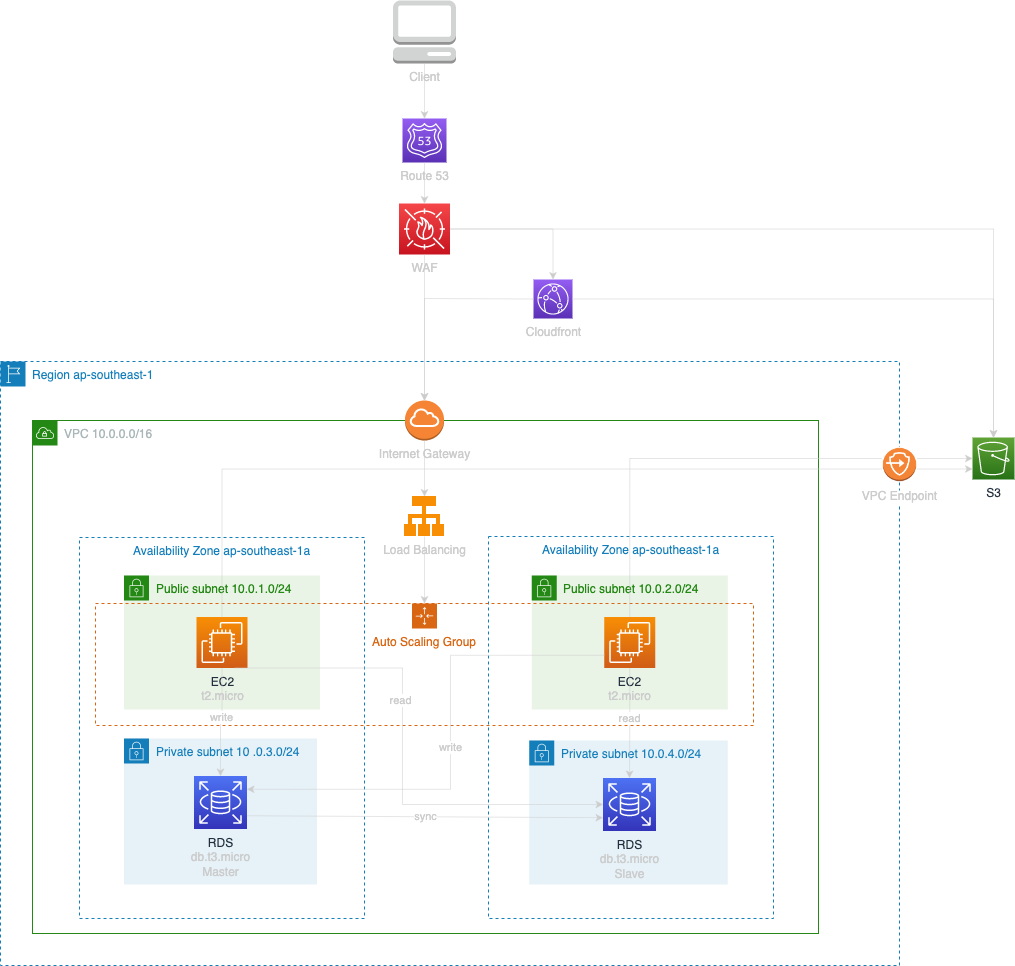 Client
53
Route 53
WAF
Cloudfront
Region ap-southeast-1
VPC 10.0.0.0/16
Internet Gateway
VPC Endpoint
S3
Load Balancing
Availability Zone ap-southeast-1a
Availability Zone ap-southeast-1a
Public subnet 10.0.1.0/24
Public subnet 10.0.2.0/24
Auto Scaling Group
EC2
t2.micro
EC2
t2.micro
write
read
read
write
Private subnet 10 .0.3.0/24
Private subnet 10.0.4.0/24
sync
RDS
db.t3.micro
Master
RDS
db.t3.micro
Slave